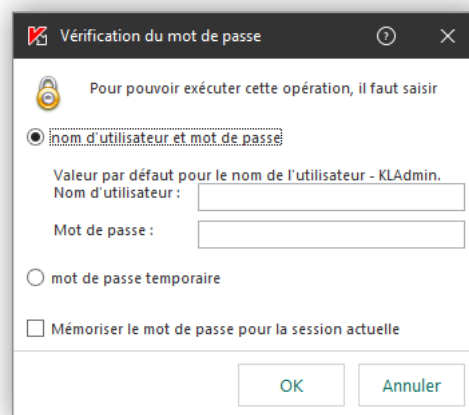 Vérification du mot de passe
Pour pouvoir exécuter cette opération, il faut saisir
nom d'utilisateur et mot de passe
Valeur par défaut pour le nom de l'utilisateur - KLAdmin.
Nom d'utilisateur :
Mot de passe :
mot de passe temporaire
Mémoriser le mot de passe pour la session actuelle
OK Annuler